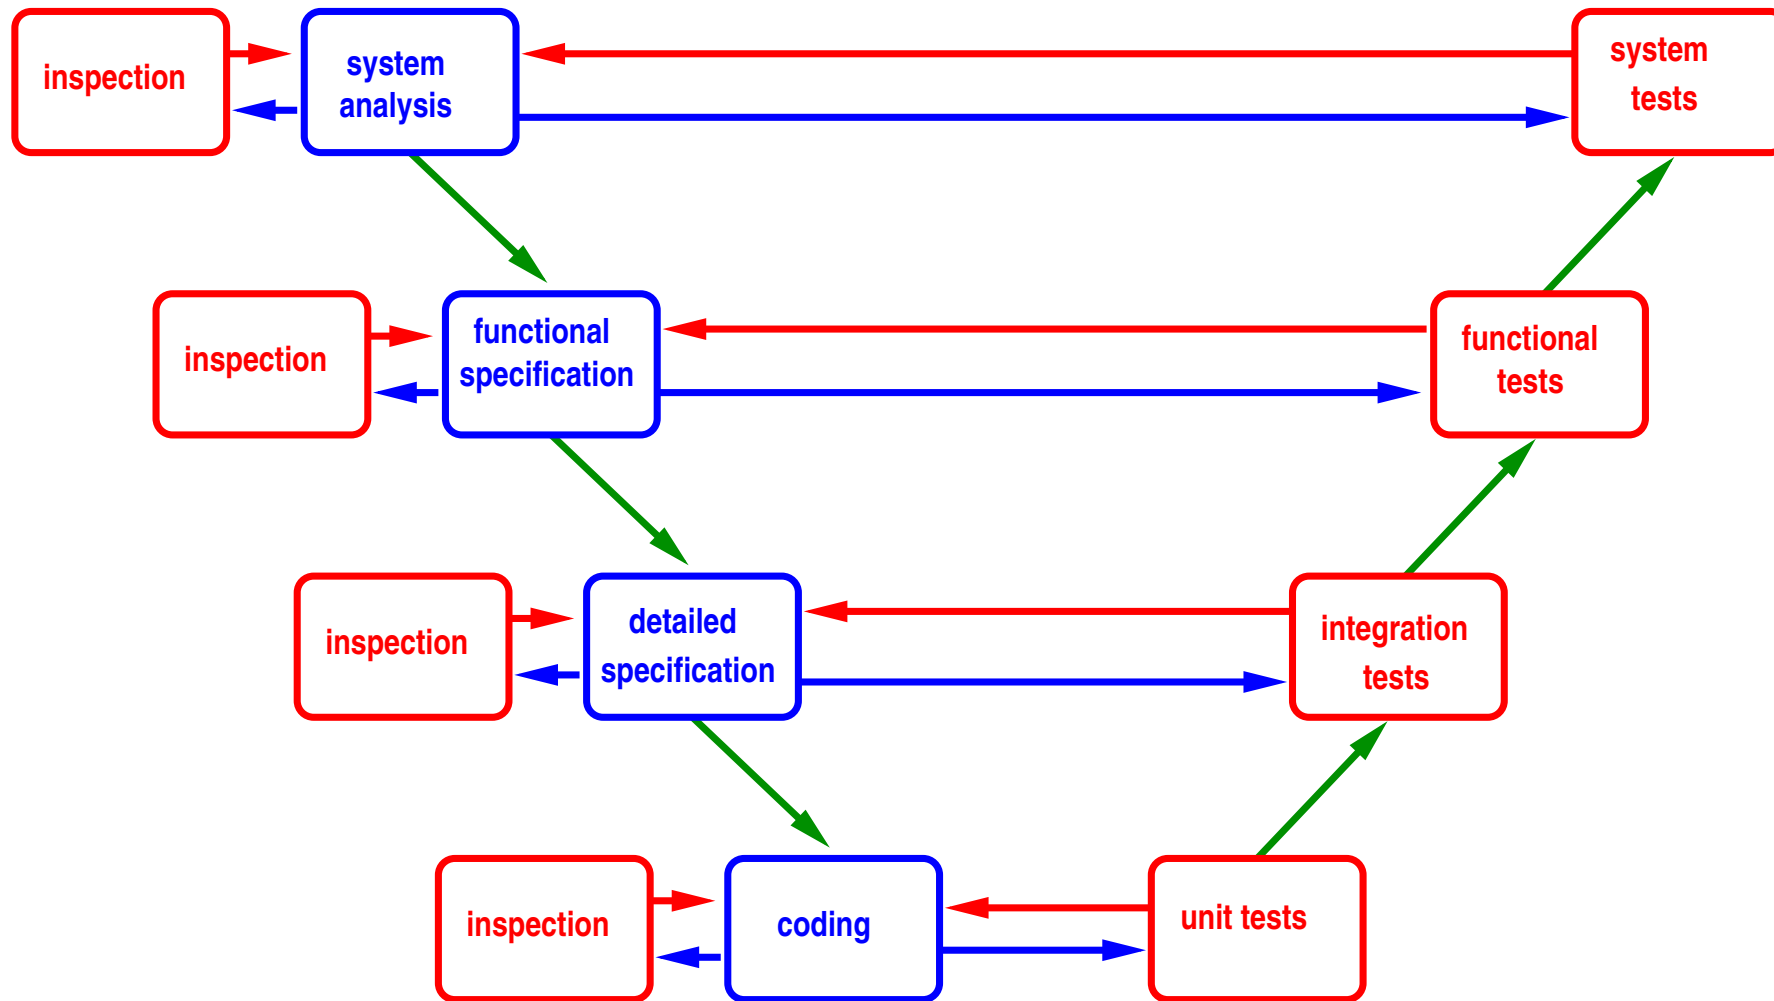 inspection
system
analysis
system
tests
inspection
functional
specification
functional
tests
inspection
detailed
specification
integration
tests
inspection
coding
unit tests